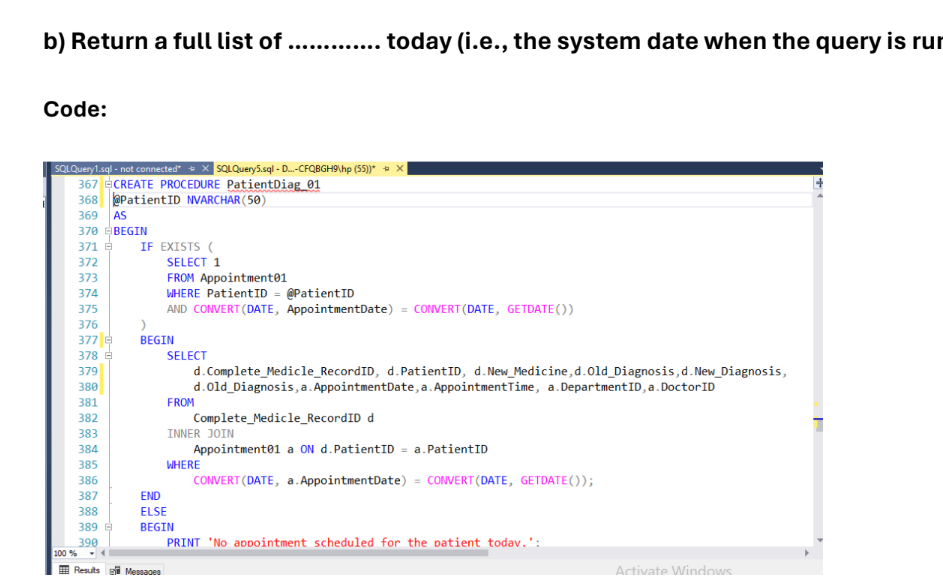 b) Return a full list of ............. today (i.e., the system date when the query is run
Code:
SQLQuery1.sql - not connected* SQLQuery5.sql - D...-CFQBGH9\hp (55))*
367 CREATE PROCEDURE PatientDiag_01
368 @PatientID NVARCHAR(50)
369 AS
370 BEGIN
371 IF EXISTS (
372 SELECT 1
373 FROM Appointment01
374 WHERE PatientID = @PatientID
375 AND CONVERT(DATE, AppointmentDate) = CONVERT(DATE, GETDATE())
376 )
377 BEGIN
378 SELECT
379 d.Complete_Medicle_RecordID, d.PatientID, d.New_Medicine,d.Old_Diagnosis,d.New_Diagnosis,
380 d.Old_Diagnosis,a.AppointmentDate,a.AppointmentTime, a.DepartmentID,a.DoctorID
381 FROM
382 Complete_Medicle_RecordID d
383 INNER JOIN
384 Appointment01 a ON d.PatientID = a.PatientID
385 WHERE
386 CONVERT(DATE, a.AppointmentDate) = CONVERT(DATE, GETDATE());
387 END
388 ELSE
389 BEGIN
390 PRINT 'No appointment scheduled for the patient today.';
100 %
Results Messages
Activate Windows